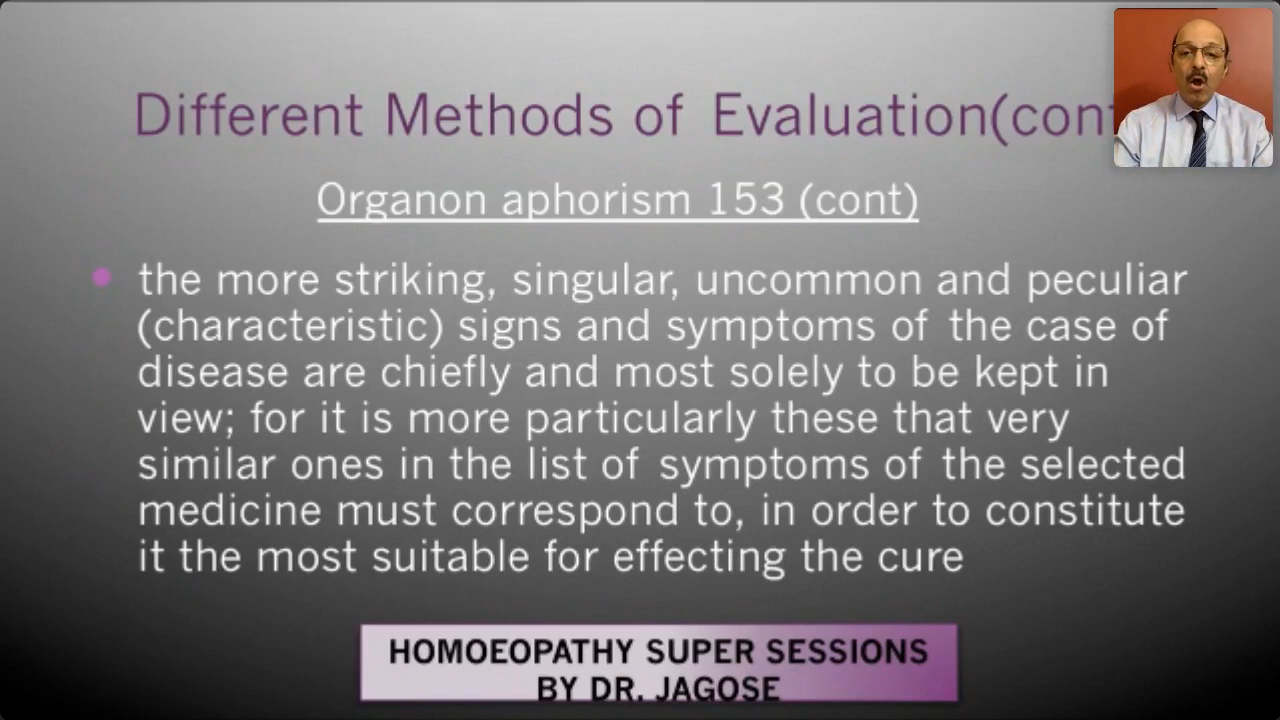 Different Methods of Evaluation(con
Organon aphorism 153 (cont)
the more striking, singular, uncommon and peculiar
(characteristic) signs and symptoms of the case of
disease are chiefly and most solely to be kept in
view; for it is more particularly these that very
similar ones in the list of symptoms of the selected
medicine must correspond to, in order to constitute
it the most suitable for effecting the cure
HOMOEOPATHY SUPER SESSIONS
BY DR. JAGOSE